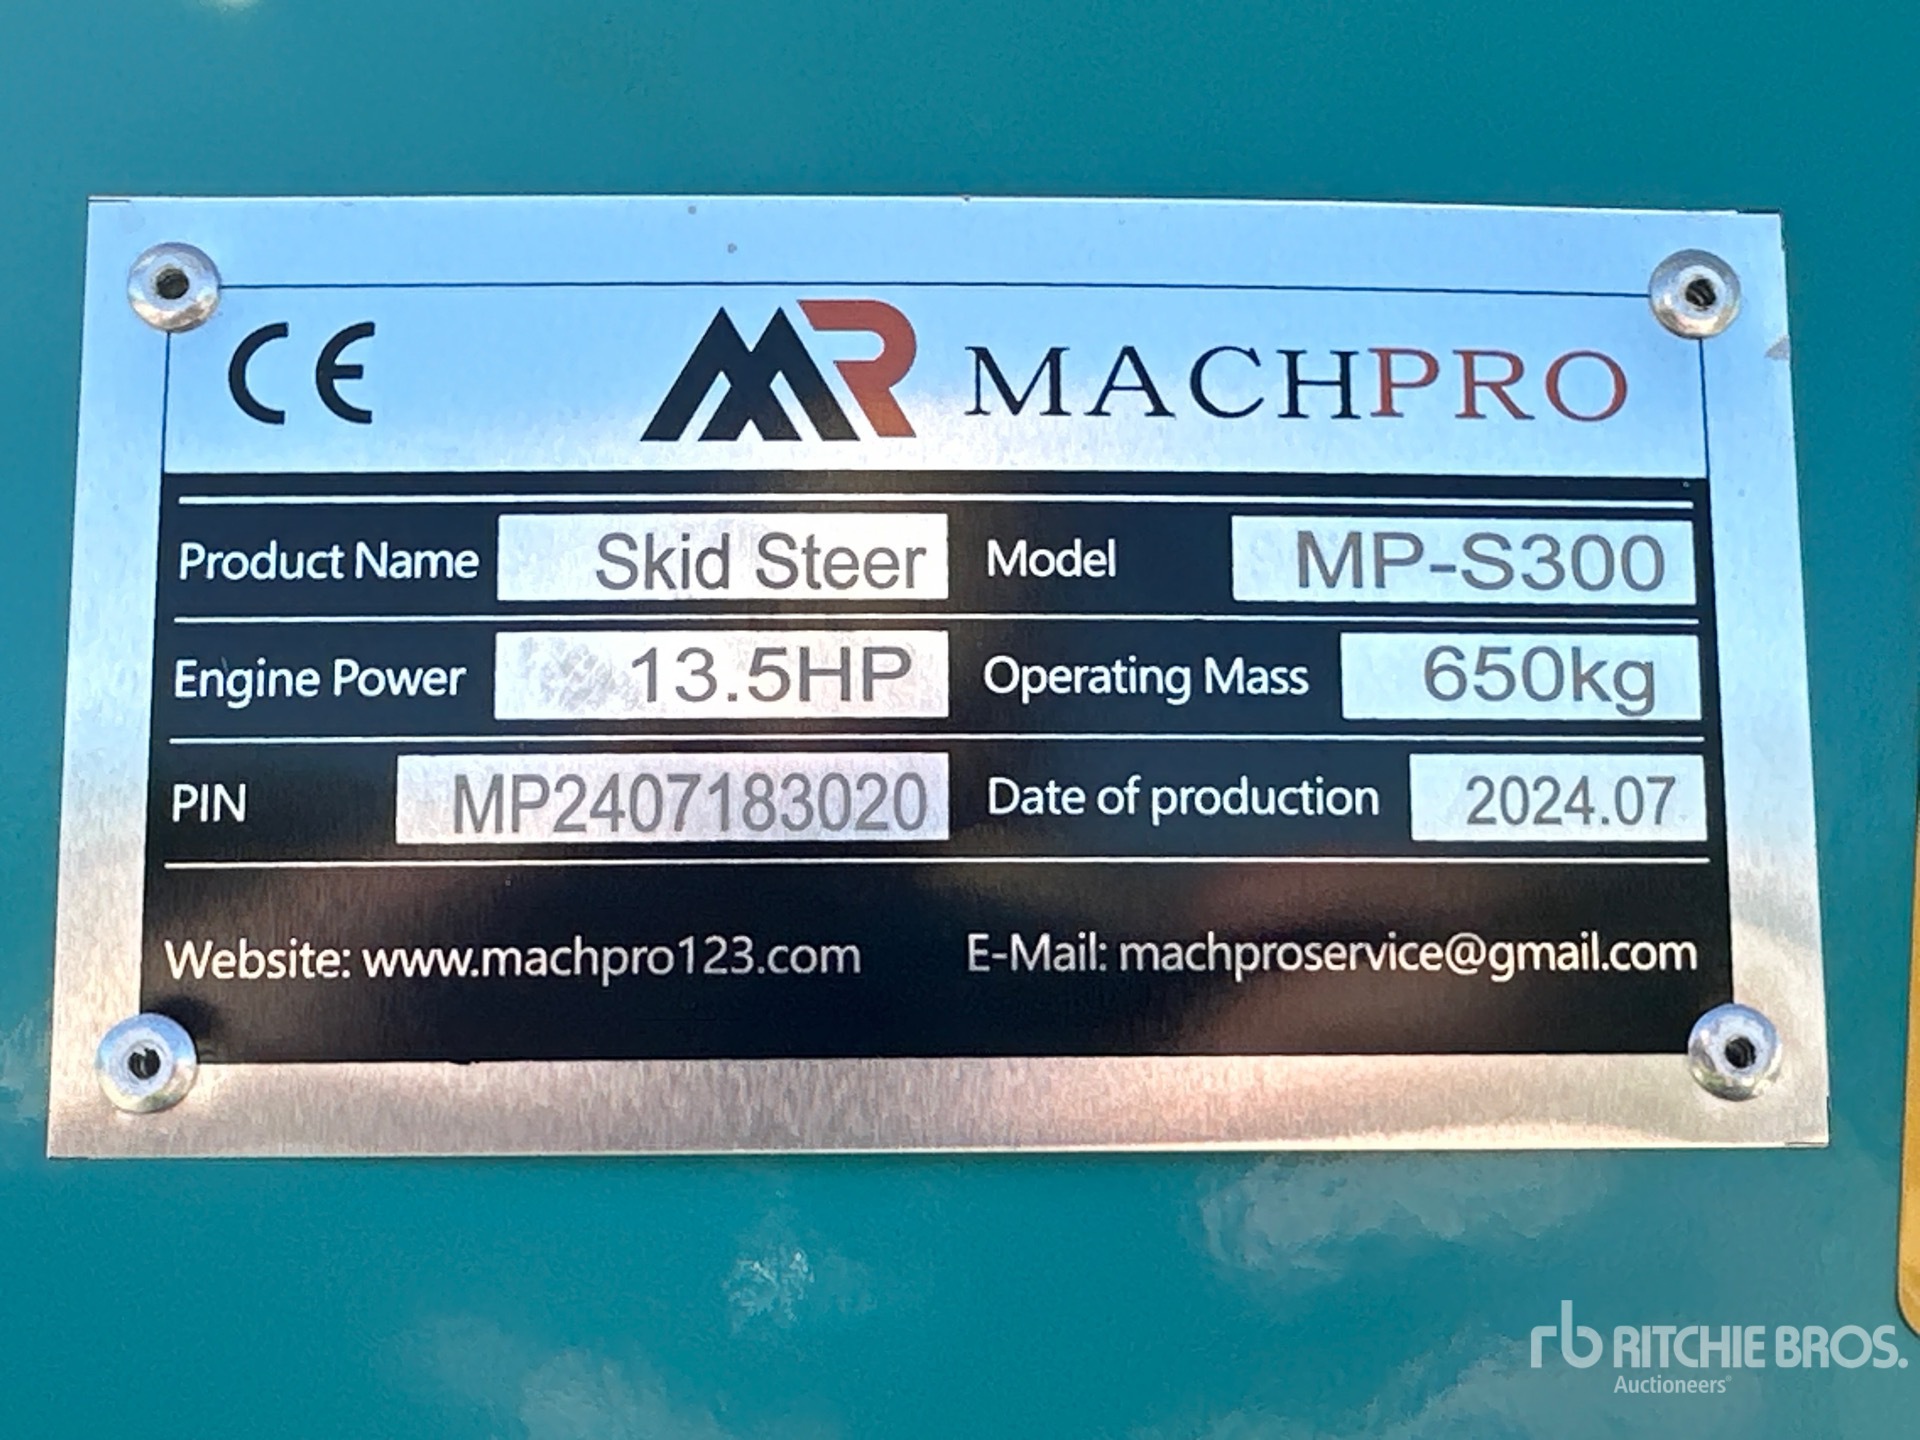 CE MR MACHPRO
Product Name Skid Steer Model MP-S300
Engine Power 13.5HP Operating Mass 650kg
PIN MP2407183020 Date of production 2024.07
Website: www.machpro123.com E-Mail: machproservice@gmail.com
rb RITCHIE BROS.
Auctioneers